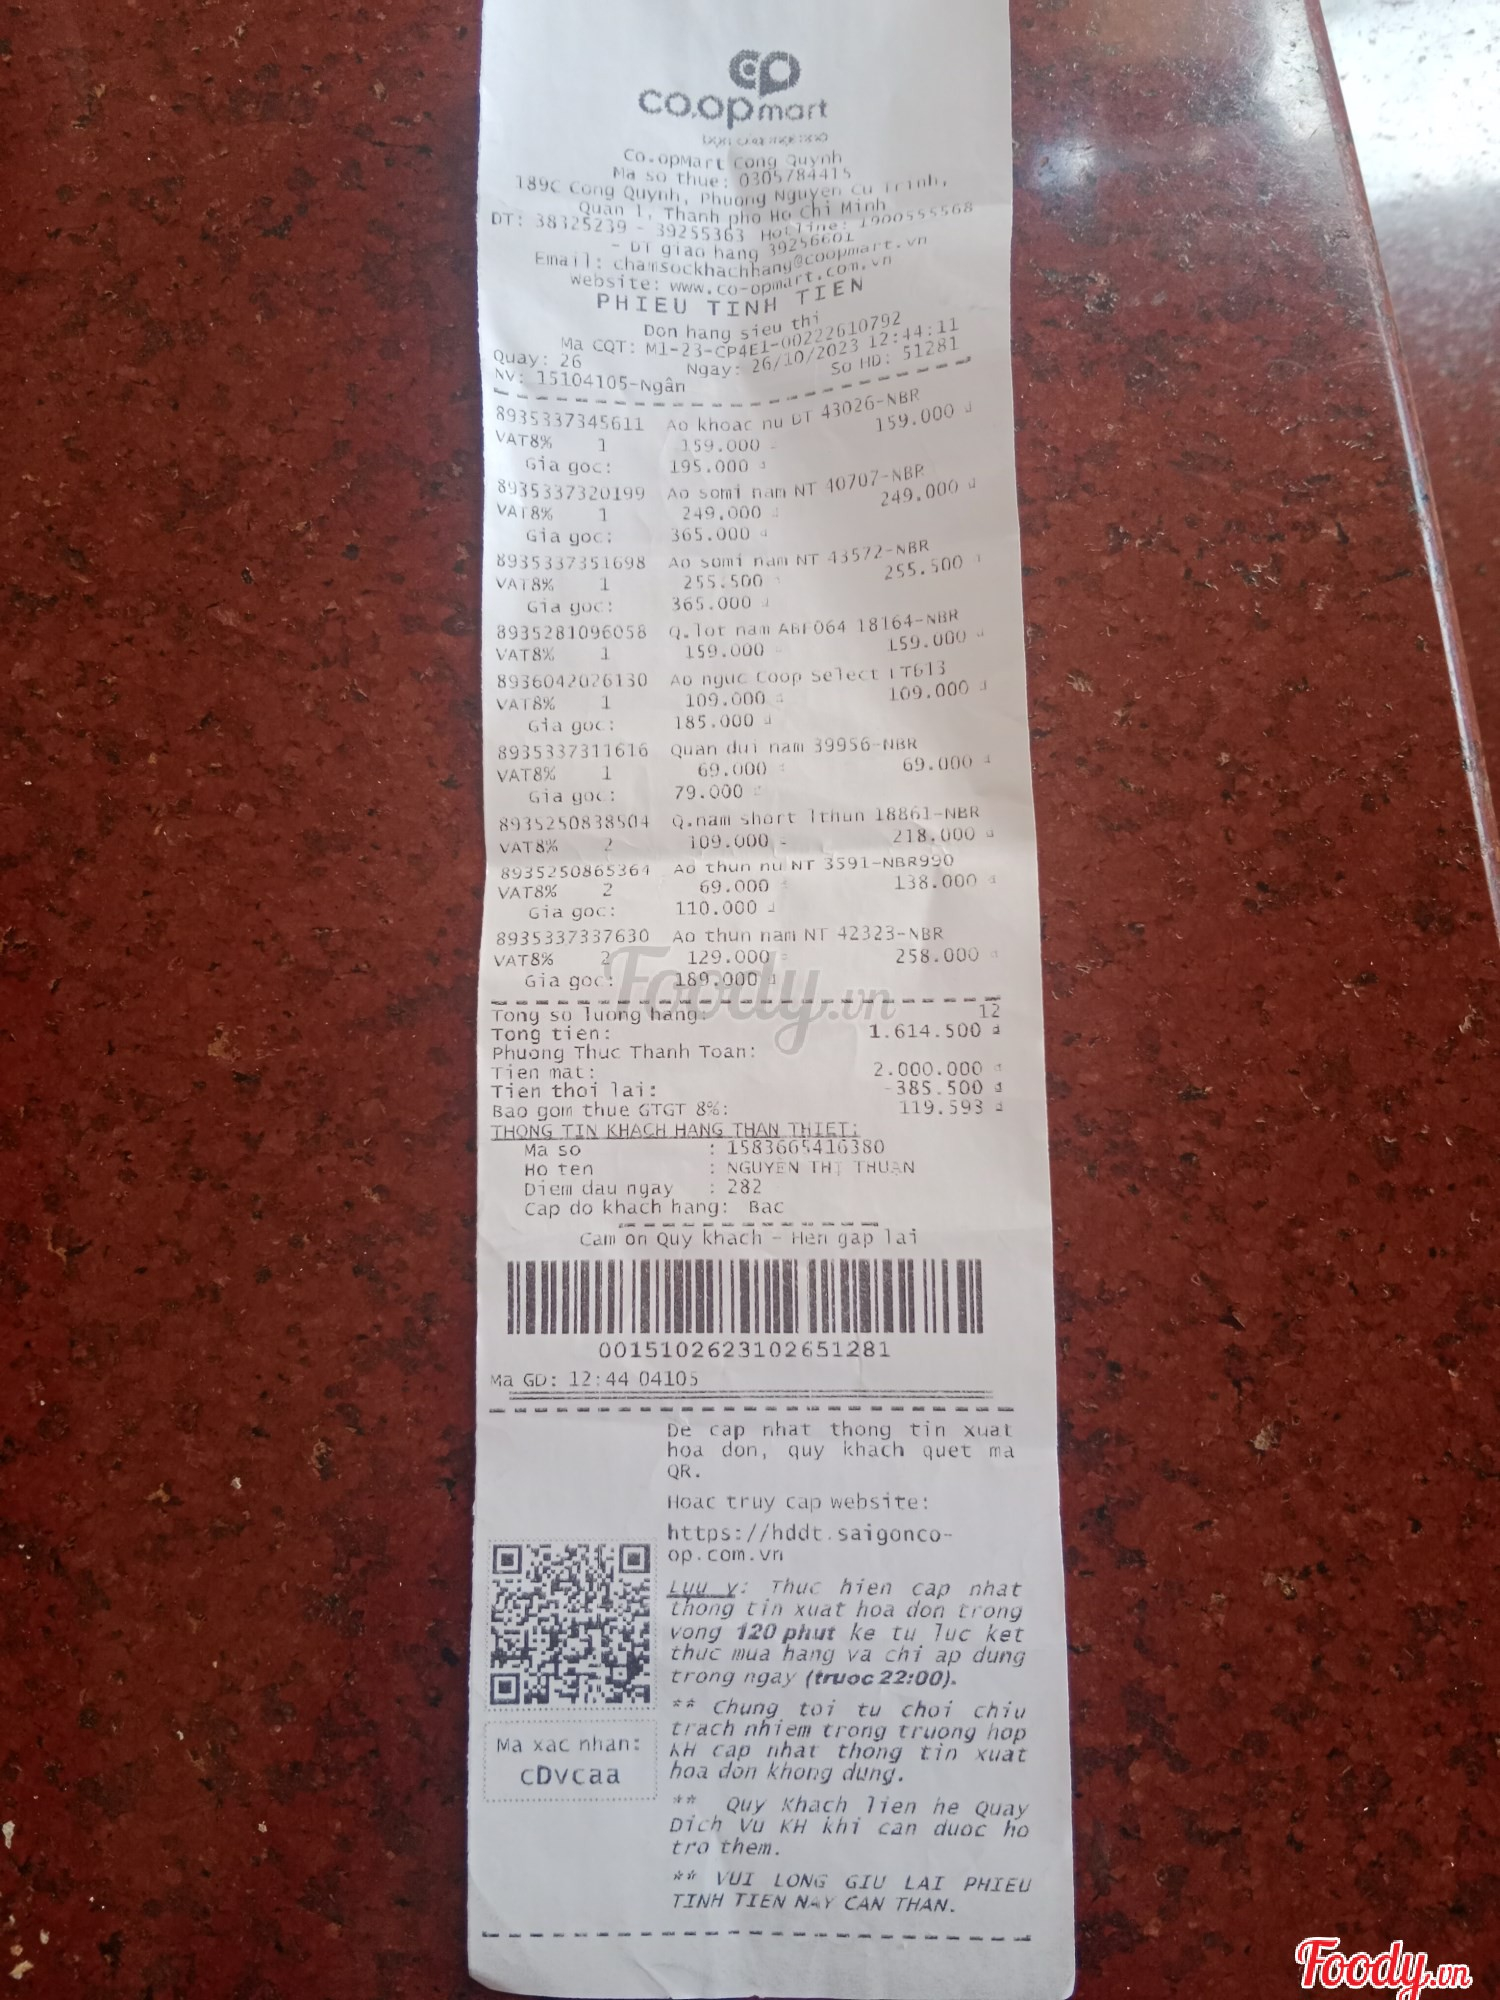 co.opmart
Co.opMart Cong Quynh
Ma so thue: 0305784415
189C Cong Quynh, Phuong Nguyen Cu Trinh,
Quan 1, Thanh pho Ho Chi Minh
DT: 38325239 - 39255363 Hotline: 1900555568
- DT giao hang 39256601
Email: chamsockhachhang@coopmart.vn
website: www.co-opmart.com.vn
PHIEU TINH TIEN
Don hang sieu thi
Ma CQT: M1-23-CP4E1-00222610792
Quay: 26 Ngay: 26/10/2023 12:44:11
NV: 15104105-Ngân So HD: 51281
8935337345611 Ao khoac nu DT 43026-NBR
VAT8% 1 159.000 159.000 đ
Gia goc: 195.000 đ
8935337320199 Ao somi nam NT 40707-NBR
VAT8% 1 249.000 249.000 đ
Gia goc: 365.000 đ
8935337351698 Ao somi nam NT 43572-NBR
VAT8% 1 255.500 255.500
Gia goc: 365.000 đ
8935281096058 Q.lot nam ABF064 18164-NBR
VAT8% 1 159.000 159.000 đ
8936042026130 Ao nguc Coop Select LT613
VAT8% 1 109.000 109.000 đ
Gia goc: 185.000 đ
8935337311616 Quan dui nam 39956-NBR
VAT8% 1 69.000 69.000
Gia goc: 79.000
8935250838504 Q.nam short lthun 18861-NBR
VAT8% 2 109.000 218.000 đ
8935250865364 Ao thun nu NT 3591-NBR990
VAT8% 2 69.000 138.000 đ
Gia goc: 110.000 đ
8935337337630 Ao thun nam NT 42323-NBR
VAT8% 2 129.000 258.000
Gia goc: 189.000 đ
Tong so luong hang: 12
Tong tien: 1.614.500 đ
Phuong Thuc Thanh Toan:
Tien mat: 2.000.000 đ
Tien thoi lai: -385.500 đ
Bao gom thue GTGT 8%: 119.593 đ
THONG TIN KHACH HANG THAN THIET:
Ma so : 1583665416380
Ho ten : NGUYEN THỊ THUAN
Diem dau ngay : 282
Cap do khach hang: Bac
Cam on Quy khach - Hen gap lai
0015102623102651281
Ma GD: 12:44 04105
De cap nhat thong tin xuat
hoa don, quy khach quet ma
QR.
Hoac truy cap website:
https://hddt.saigonco-
op.com.vn
Luu y: Thuc hien cap nhat
thong tin xuat hoa don trong
vong 120 phut ke tu luc ket
thuc mua hang va chi ap dung
trong ngay (truoc 22:00).
** Chung toi tu choi chiu
trach nhiem trong truong hop
KH cap nhat thong tin xuat
hoa don khong dung.
Ma xac nhan:
cDvcaa
** Quy Khach lien he Quay
Dich Vu KH khi can duoc ho
tro them.
** VUI LONG GIU LAI PHIEU
TINH TIEN NAY CAN THAN.
Foody.vn
Foody.vn